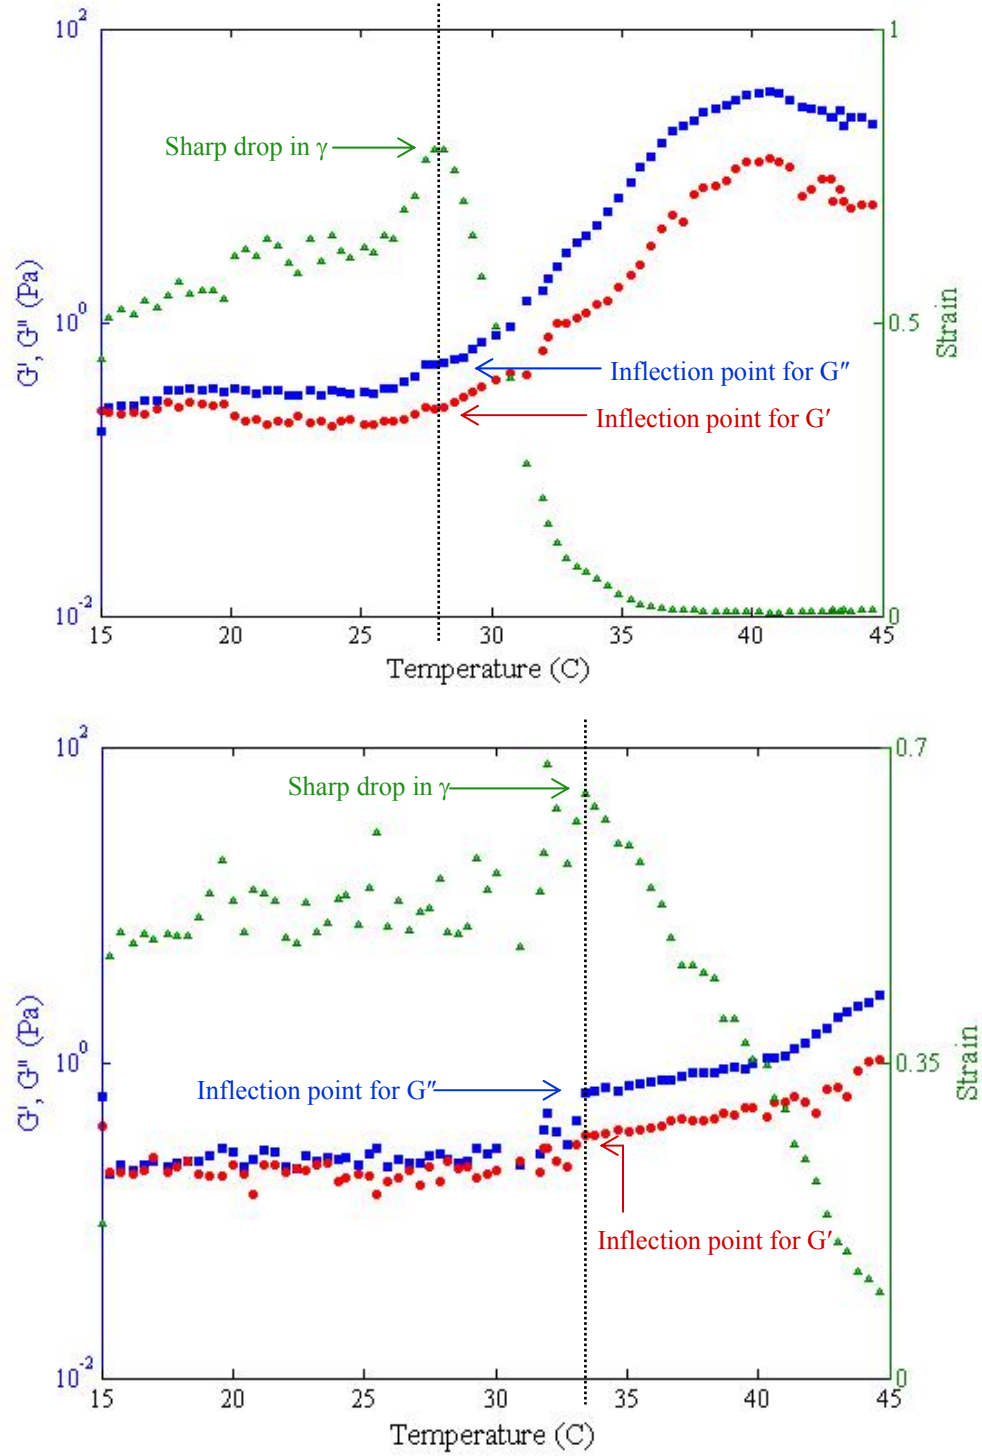 10² 1
Sharp drop in γ
G', G" (Pa)
10⁰ 0.5
Strain
Inflection point for G″
Inflection point for G′
10⁻² 0
15 20 25 30 35 40 45
Temperature (C)
10² 0.7
Sharp drop in γ
G', G" (Pa)
10⁰ 0.35
Strain
Inflection point for G″
Inflection point for G′
10⁻² 0
15 20 25 30 35 40 45
Temperature (C)